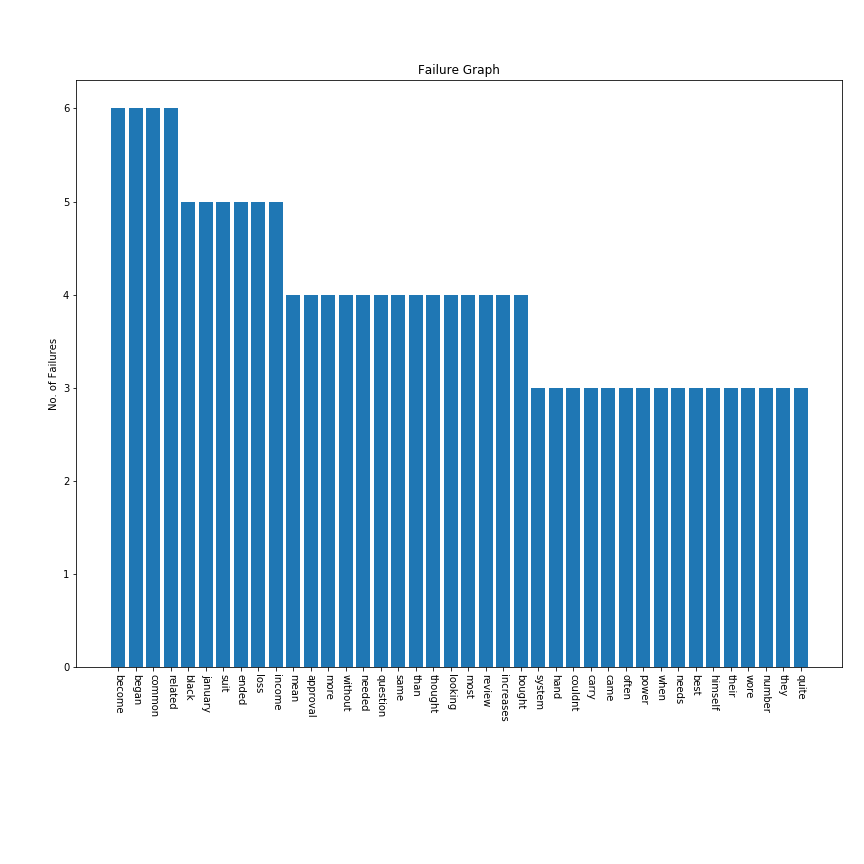 Failure Graph
No. of Failures
6
5
4
3
2
1
0
become
began
common
related
black
january
suit
ended
loss
income
mean
approval
more
without
needed
question
same
than
thought
looking
most
review
increases
bought
system
hand
couldnt
carry
came
often
power
when
needs
best
himself
their
wore
number
they
quite